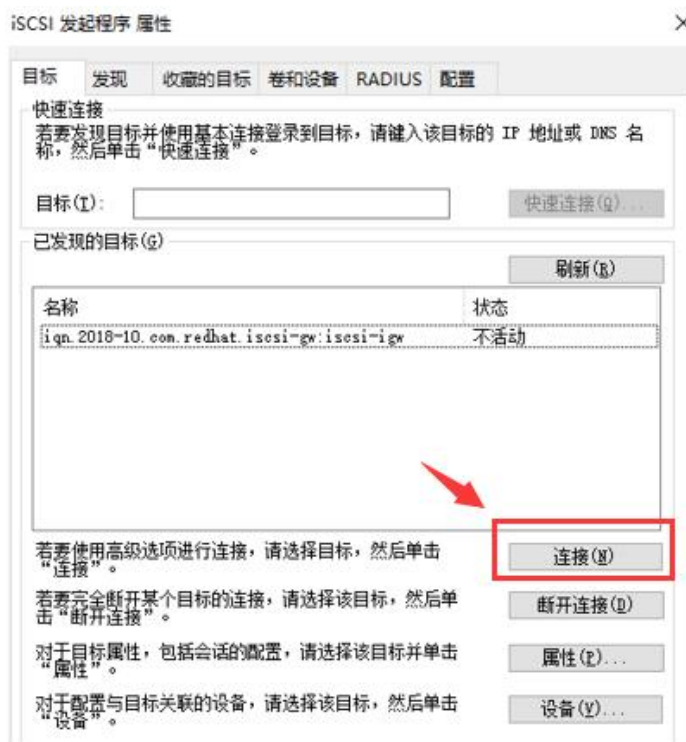 iSCSI 发起程序 属性
目标 发现 收藏的目标 卷和设备 RADIUS 配置
快速连接
若要发现目标并使用基本连接登录到目标，请键入该目标的 IP 地址或 DNS 名
称，然后单击“快速连接”。
目标(T):
快速连接(Q)...
已发现的目标(G)
刷新(R)
名称 状态
iqn.2018-10.com.redhat.iscsi-gw:iscsi-igw 不活动
若要使用高级选项进行连接，请选择目标，然后单击
“连接”。
连接(N)
若要完全断开某个目标的连接，请选择该目标，然后单
击“断开连接”。
断开连接(D)
对于目标属性，包括会话的配置，请选择该目标并单击
“属性”。
属性(P)...
对于配置与目标关联的设备，请选择该目标，然后单击
“设备”。
设备(V)...